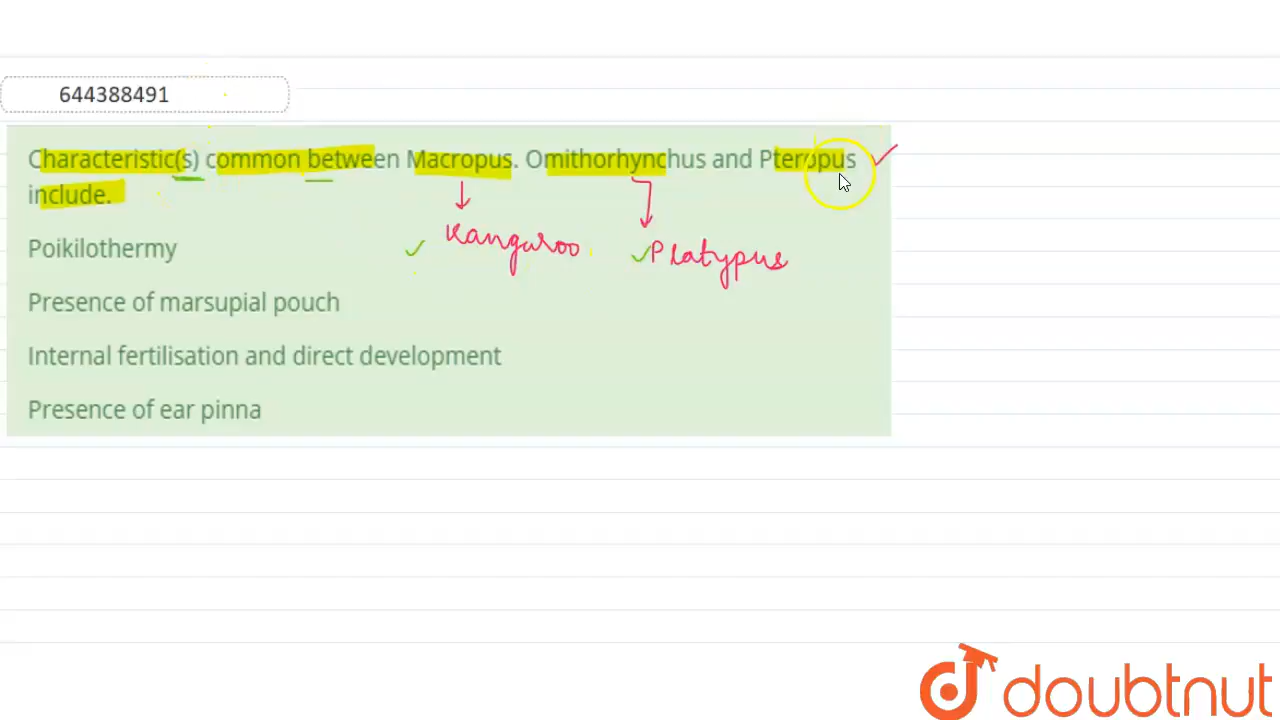 644388491
Characteristic(s) common between Macropus. Omithorhynchus and Pteropus
include.
Kangaroo
Platypus
Poikilothermy
Presence of marsupial pouch
Internal fertilisation and direct development
Presence of ear pinna
doubtnut